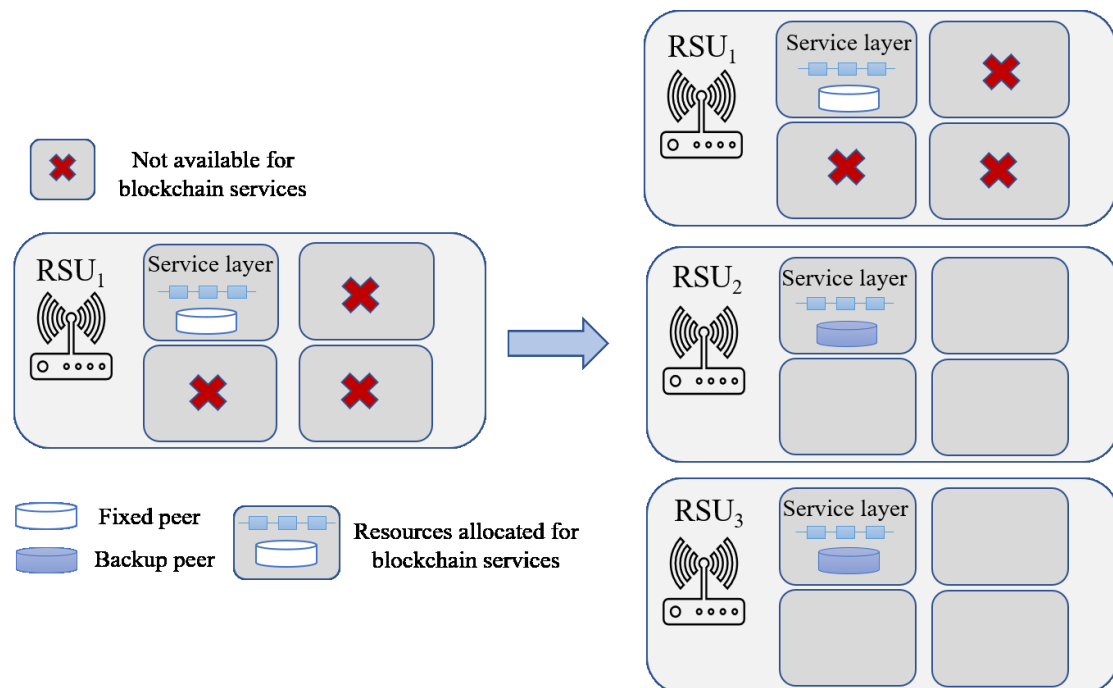 Not available for
blockchain services
RSU₁
Service layer
Fixed peer
Backup peer
Resources allocated for
blockchain services
RSU₁
Service layer
RSU₂
Service layer
RSU₃
Service layer